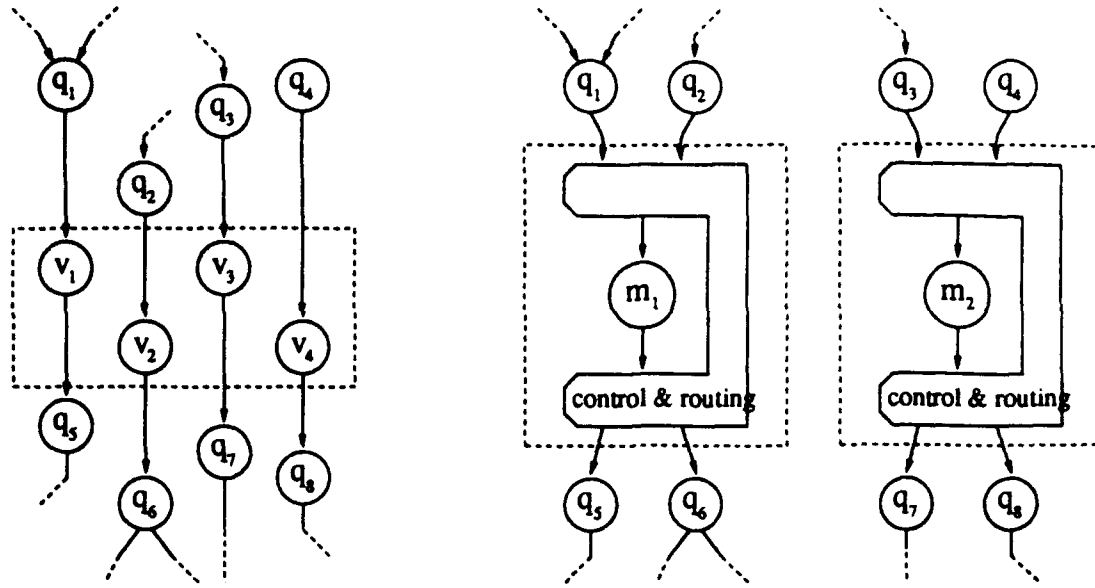 q₁
q₂
q₃
q₄
v₁
v₂
v₃
v₄
q₅
q₆
q₇
q₈
q₁ q₂
m₁
control & routing
q₅ q₆
q₃ q₄
m₂
control & routing
q₇ q₈